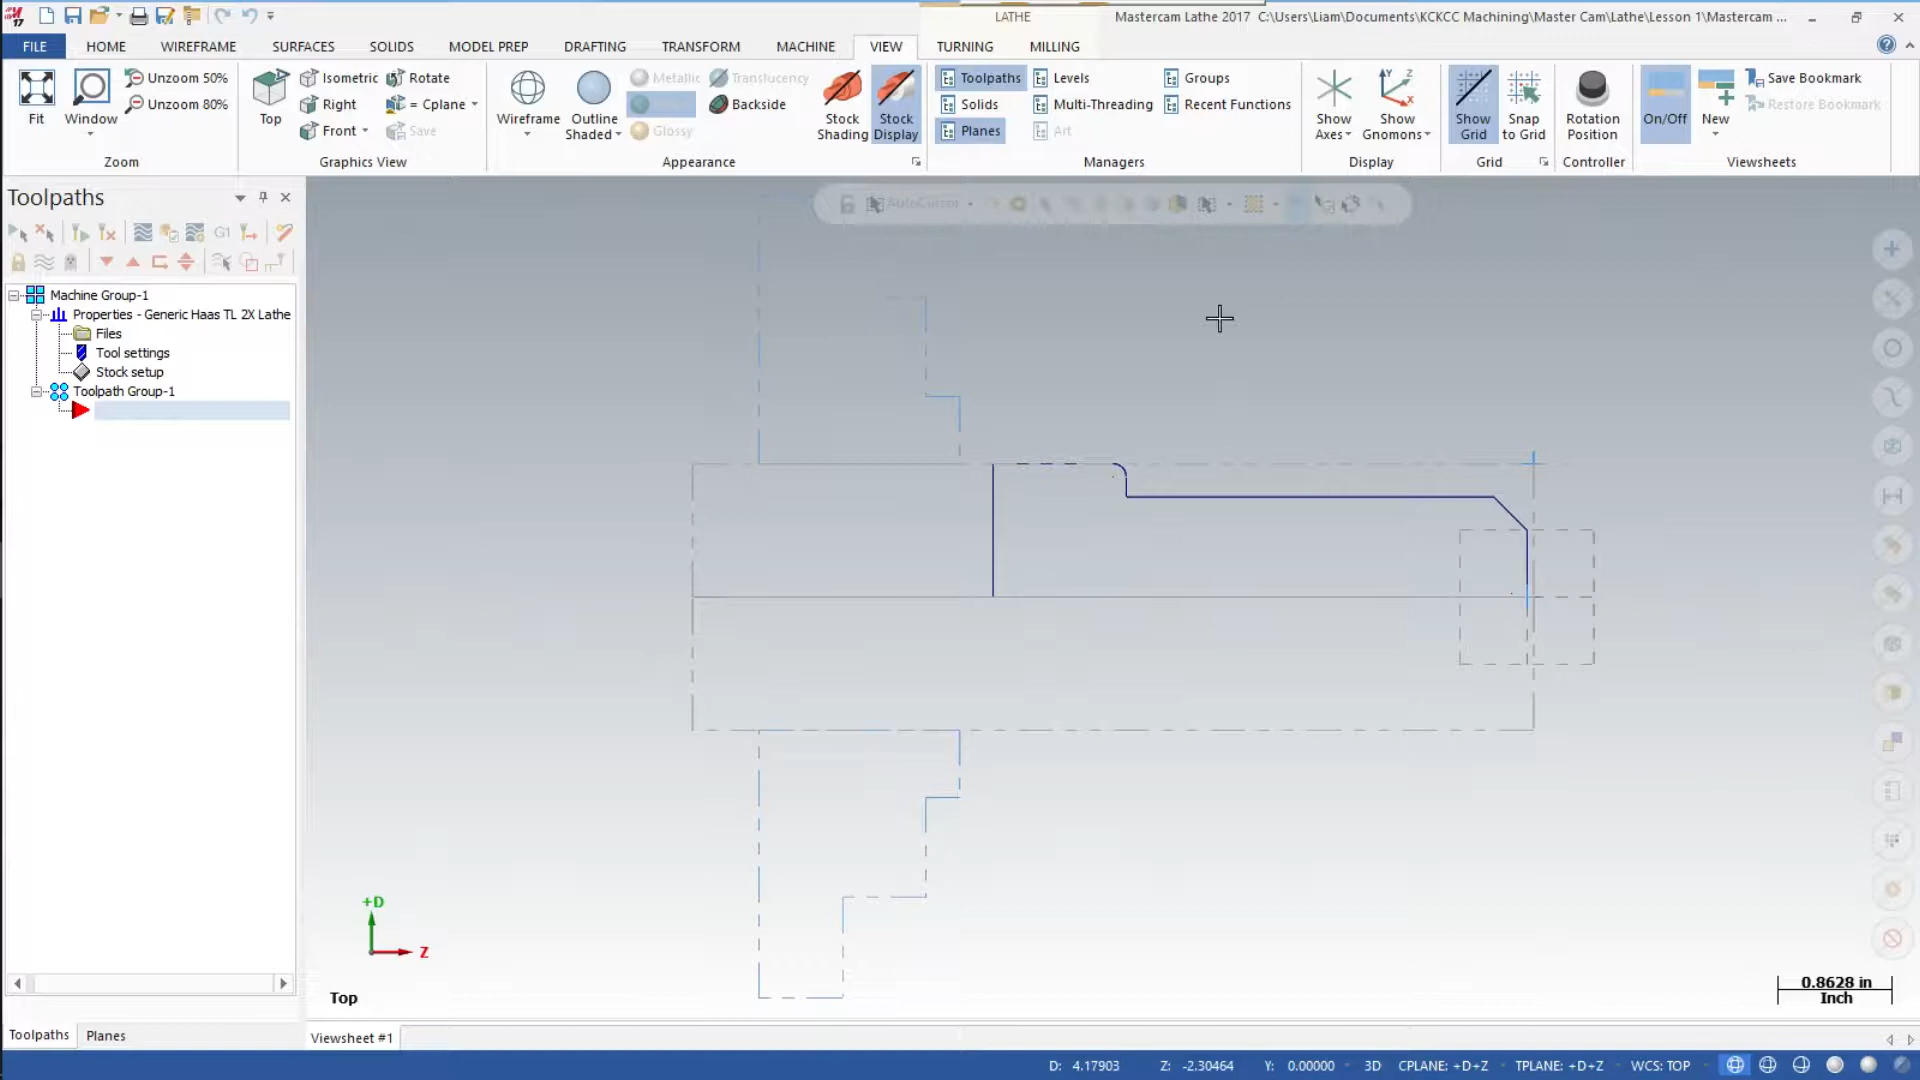 17
LATHE
Mastercam Lathe 2017 C:\Users\Liam\Documents\KCKCC Machining\Master Cam\Lathe\Lesson 1\Mastercam ...
FILE HOME WIREFRAME SURFACES SOLIDS MODEL PREP DRAFTING TRANSFORM MACHINE VIEW TURNING MILLING
Unzoom 50% Isometric Rotate Metallic Translucency Toolpaths Levels Groups Save Bookmark
Unzoom 80% Right = Cplane Backside Solids Multi-Threading Recent Functions Restore Bookmark
Fit Window Top Front Save Wireframe Outline Shaded Glossy Stock Shading Stock Display Planes Art Show Axes Show Gnomons Show Grid Snap to Grid Rotation Position On/Off New
Zoom Graphics View Appearance Managers Display Grid Controller Viewsheets
Toolpaths
AutoCursor
G1
Machine Group-1
Properties - Generic Haas TL 2X Lathe
Files
Tool settings
Stock setup
Toolpath Group-1
+D
Z
Top
0.8628 in
Inch
Toolpaths Planes Viewsheet #1
D: 4.17903 Z: -2.30464 Y: 0.00000 3D CPLANE: +D+Z TPLANE: +D+Z WCS: TOP